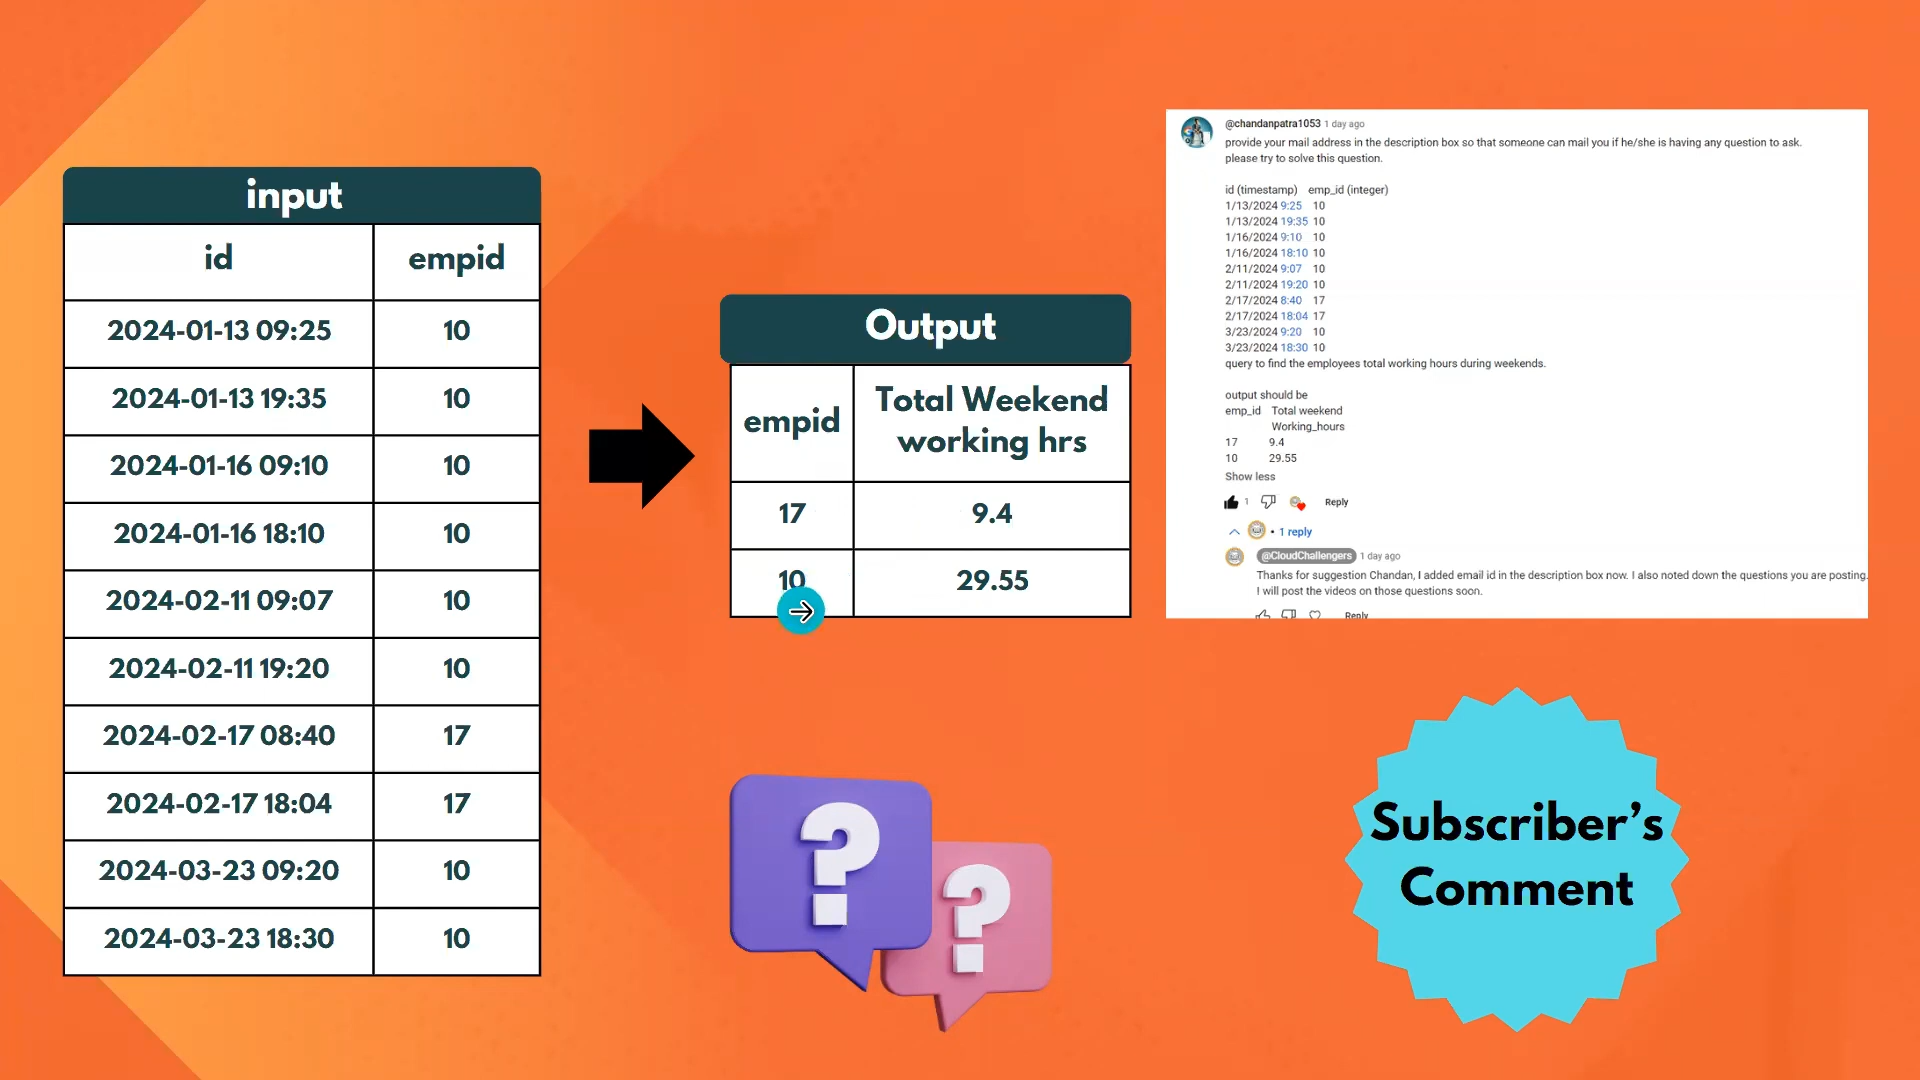 input
id empid
2024-01-13 09:25 10
2024-01-13 19:35 10
2024-01-16 09:10 10
2024-01-16 18:10 10
2024-02-11 09:07 10
2024-02-11 19:20 10
2024-02-17 08:40 17
2024-02-17 18:04 17
2024-03-23 09:20 10
2024-03-23 18:30 10
Output
empid Total Weekend
working hrs
17 9.4
10 29.55
@chandanpatra1053 1 day ago
provide your mail address in the description box so that someone can mail you if he/she is having any question to ask.
please try to solve this question.
id (timestamp) emp_id (integer)
1/13/2024 9:25 10
1/13/2024 19:35 10
1/16/2024 9:10 10
1/16/2024 18:10 10
2/11/2024 9:07 10
2/11/2024 19:20 10
2/17/2024 8:40 17
2/17/2024 18:04 17
3/23/2024 9:20 10
3/23/2024 18:30 10
query to find the employees total working hours during weekends.
output should be
emp_id Total weekend
Working_hours
17 9.4
10 29.55
Show less
1 Reply
• 1 reply
@CloudChallengers 1 day ago
Thanks for suggestion Chandan, I added email id in the description box now. I also noted down the questions you are posting.
I will post the videos on those questions soon.
Reply
? ?
Subscriber's
Comment